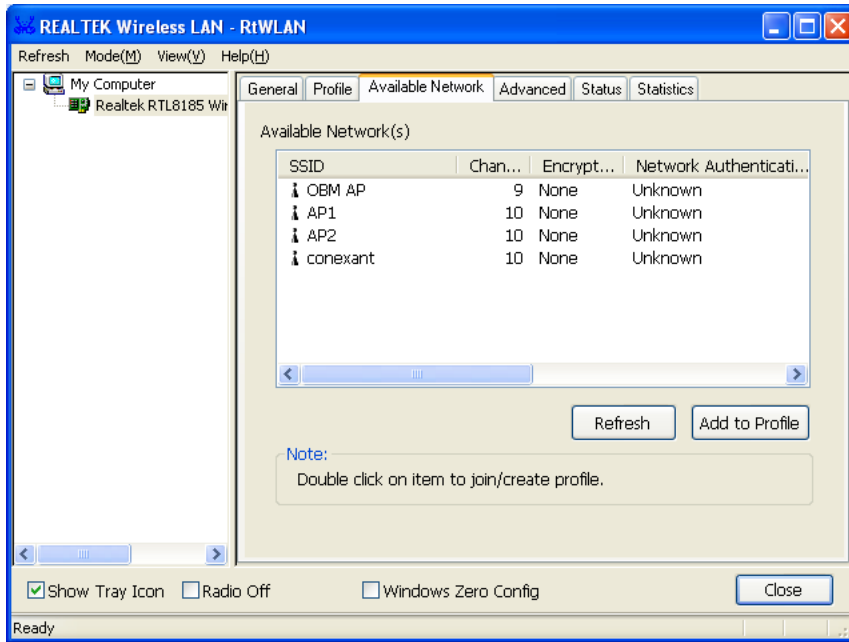 REALTEK Wireless LAN - RtWLAN
Refresh Mode(M) View(V) Help(H)
My Computer
Realtek RTL8185 Wir
General Profile Available Network Advanced Status Statistics
Available Network(s)
SSID Chan... Encrypt... Network Authenticati...
OBM AP 9 None Unknown
AP1 10 None Unknown
AP2 10 None Unknown
conexant 10 None Unknown
Refresh Add to Profile
Note:
Double click on item to join/create profile.
Show Tray Icon Radio Off Windows Zero Config Close
Ready